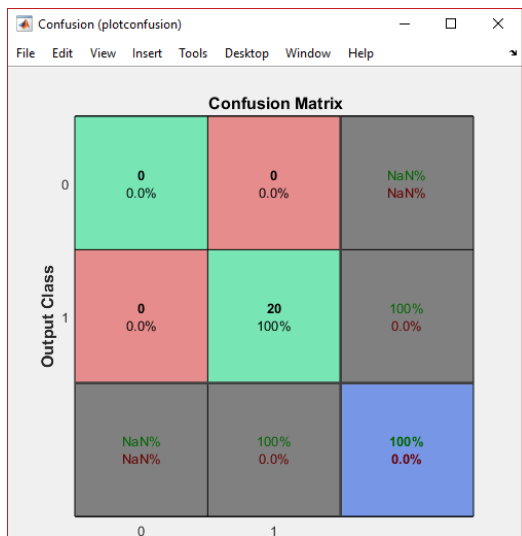 Confusion (plotconfusion)
File Edit View Insert Tools Desktop Window Help
Confusion Matrix
Output Class
0
0
0.0%
0
0.0%
NaN%
NaN%
1
0
0.0%
20
100%
100%
0.0%
NaN%
NaN%
100%
0.0%
100%
0.0%
0
1